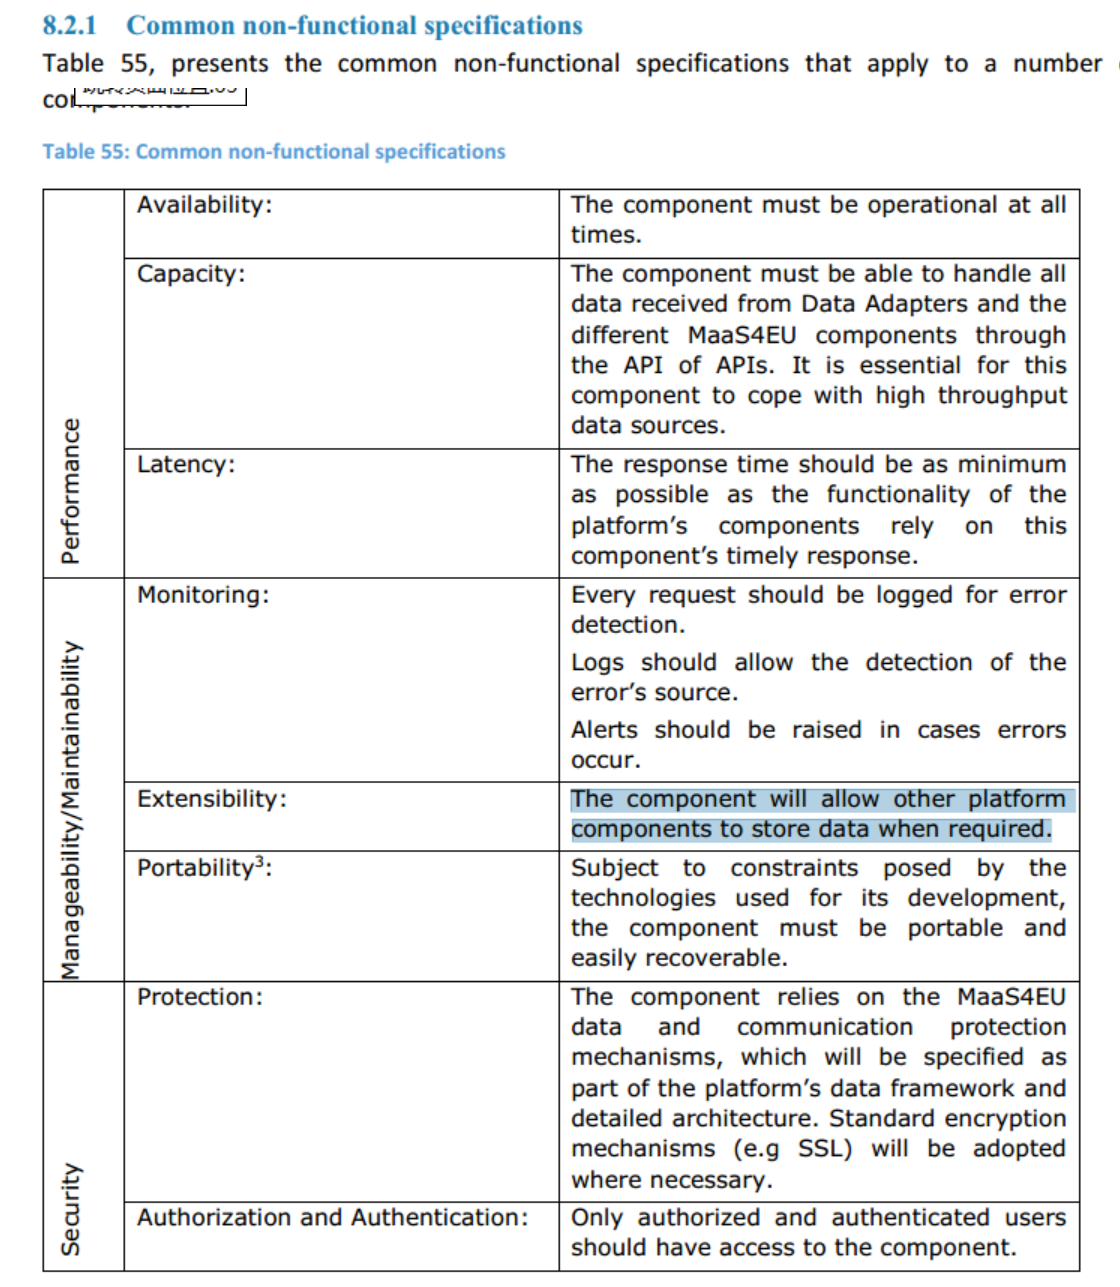 8.2.1 Common non-functional specifications
Table 55, presents the common non-functional specifications that apply to a number
Table 55: Common non-functional specifications
Performance
Availability:
The component must be operational at all
times.
Capacity:
The component must be able to handle all
data received from Data Adapters and the
different MaaS4EU components through
the API of APIs. It is essential for this
component to cope with high throughput
data sources.
Latency:
The response time should be as minimum
as possible as the functionality of the
platform's components rely on this
component's timely response.
Manageability/Maintainability
Monitoring:
Every request should be logged for error
detection.
Logs should allow the detection of the
error's source.
Alerts should be raised in cases errors
occur.
Extensibility:
The component will allow other platform
components to store data when required.
Portability³:
Subject to constraints posed by the
technologies used for its development,
the component must be portable and
easily recoverable.
Security
Protection:
The component relies on the MaaS4EU
data and communication protection
mechanisms, which will be specified as
part of the platform's data framework and
detailed architecture. Standard encryption
mechanisms (e.g SSL) will be adopted
where necessary.
Authorization and Authentication:
Only authorized and authenticated users
should have access to the component.